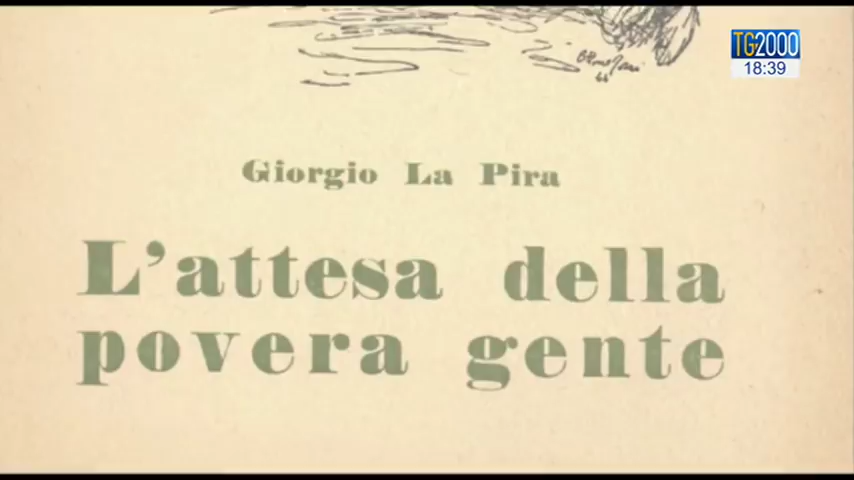 TG2000
18:39
Giorgio La Pira
L'attesa della
povera gente